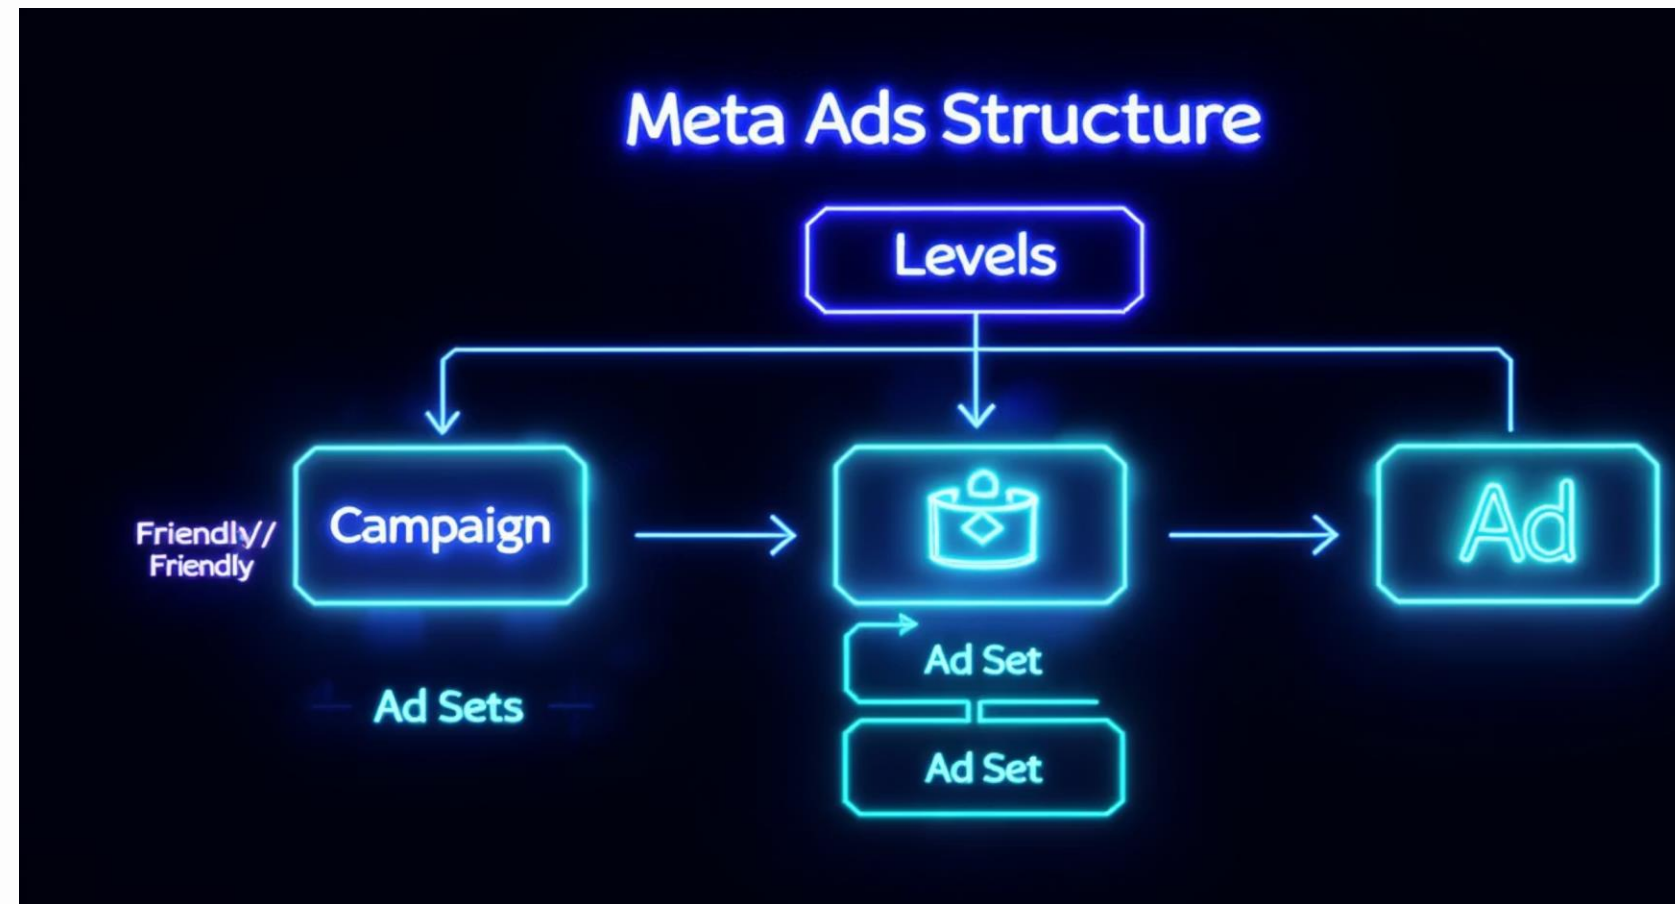 Meta Ads Structure
Levels
Friendly//
Friendly
Campaign
Ad
Ad Sets
Ad Set
Ad Set